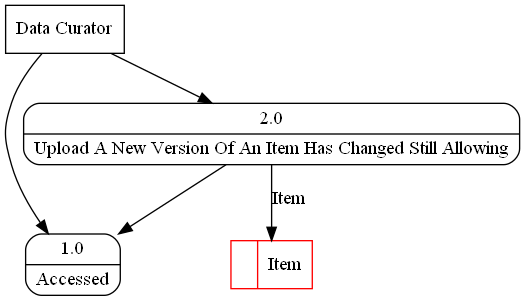 Data Curator
2.0
Upload A New Version Of An Item Has Changed Still Allowing
Item
1.0
Accessed
Item